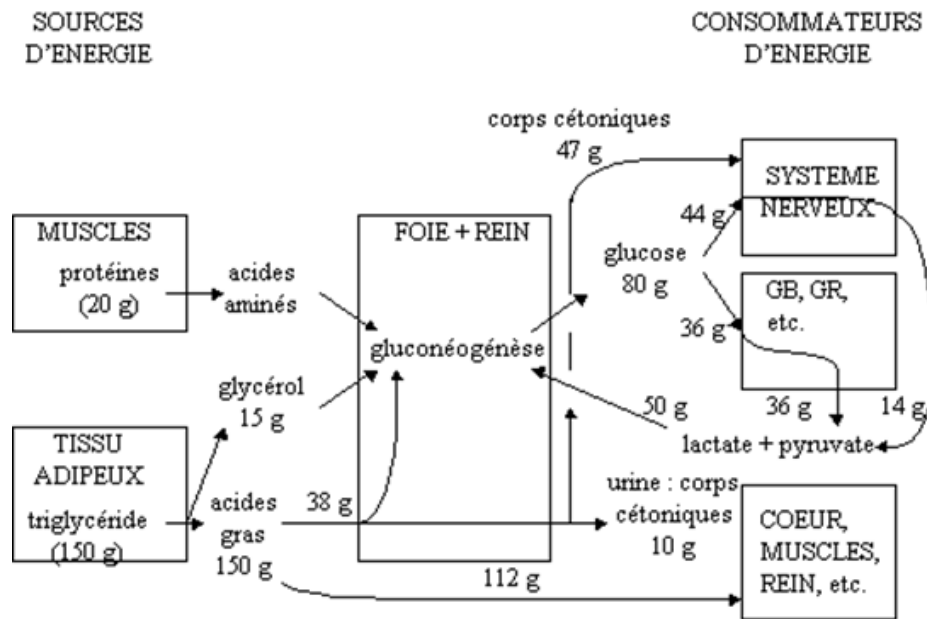 SOURCES
D'ENERGIE
CONSOMMATEURS
D'ENERGIE
corps cétoniques
47 g
SYSTEME
NERVEUX
44 g
MUSCLES
protéines
(20 g)
acides
aminés
FOIE + REIN
gluconéogénèse
glucose
80 g
GB, GR,
etc.
36 g
glycérol
15 g
50 g
36 g
14 g
lactate + pyruvate
TISSU
ADIPEUX
triglycéride
(150 g)
acides
gras
150 g
38 g
112 g
urine : corps
cétoniques
10 g
COEUR,
MUSCLES,
REIN, etc.